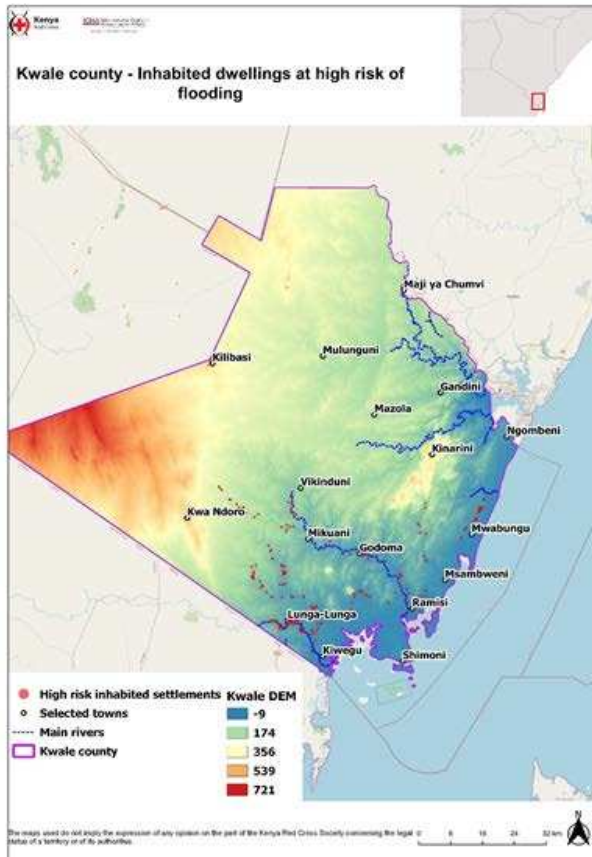 Kenya
Kwale county - Inhabited dwellings at high risk of
flooding
Maji ya Chumvi
Kilibasi
Mulunguni
Gandini
Mazola
Ngombeni
Kinarini
Vikinduni
Kwa Ndoro
Mwabungu
Mikuani
Godoma
Msambweni
Ramisi
Lunga-Lunga
Kiwegu
Shimoni
High risk inhabited settlements
Selected towns
Main rivers
Kwale county
Kwale DEM
-9
174
356
539
721
N
The maps used do not imply the expression of any opinion on the part of the Kenya Red Cross Society concerning the legal
status of a territory or of its authorities.
0 8 16 24 32 km